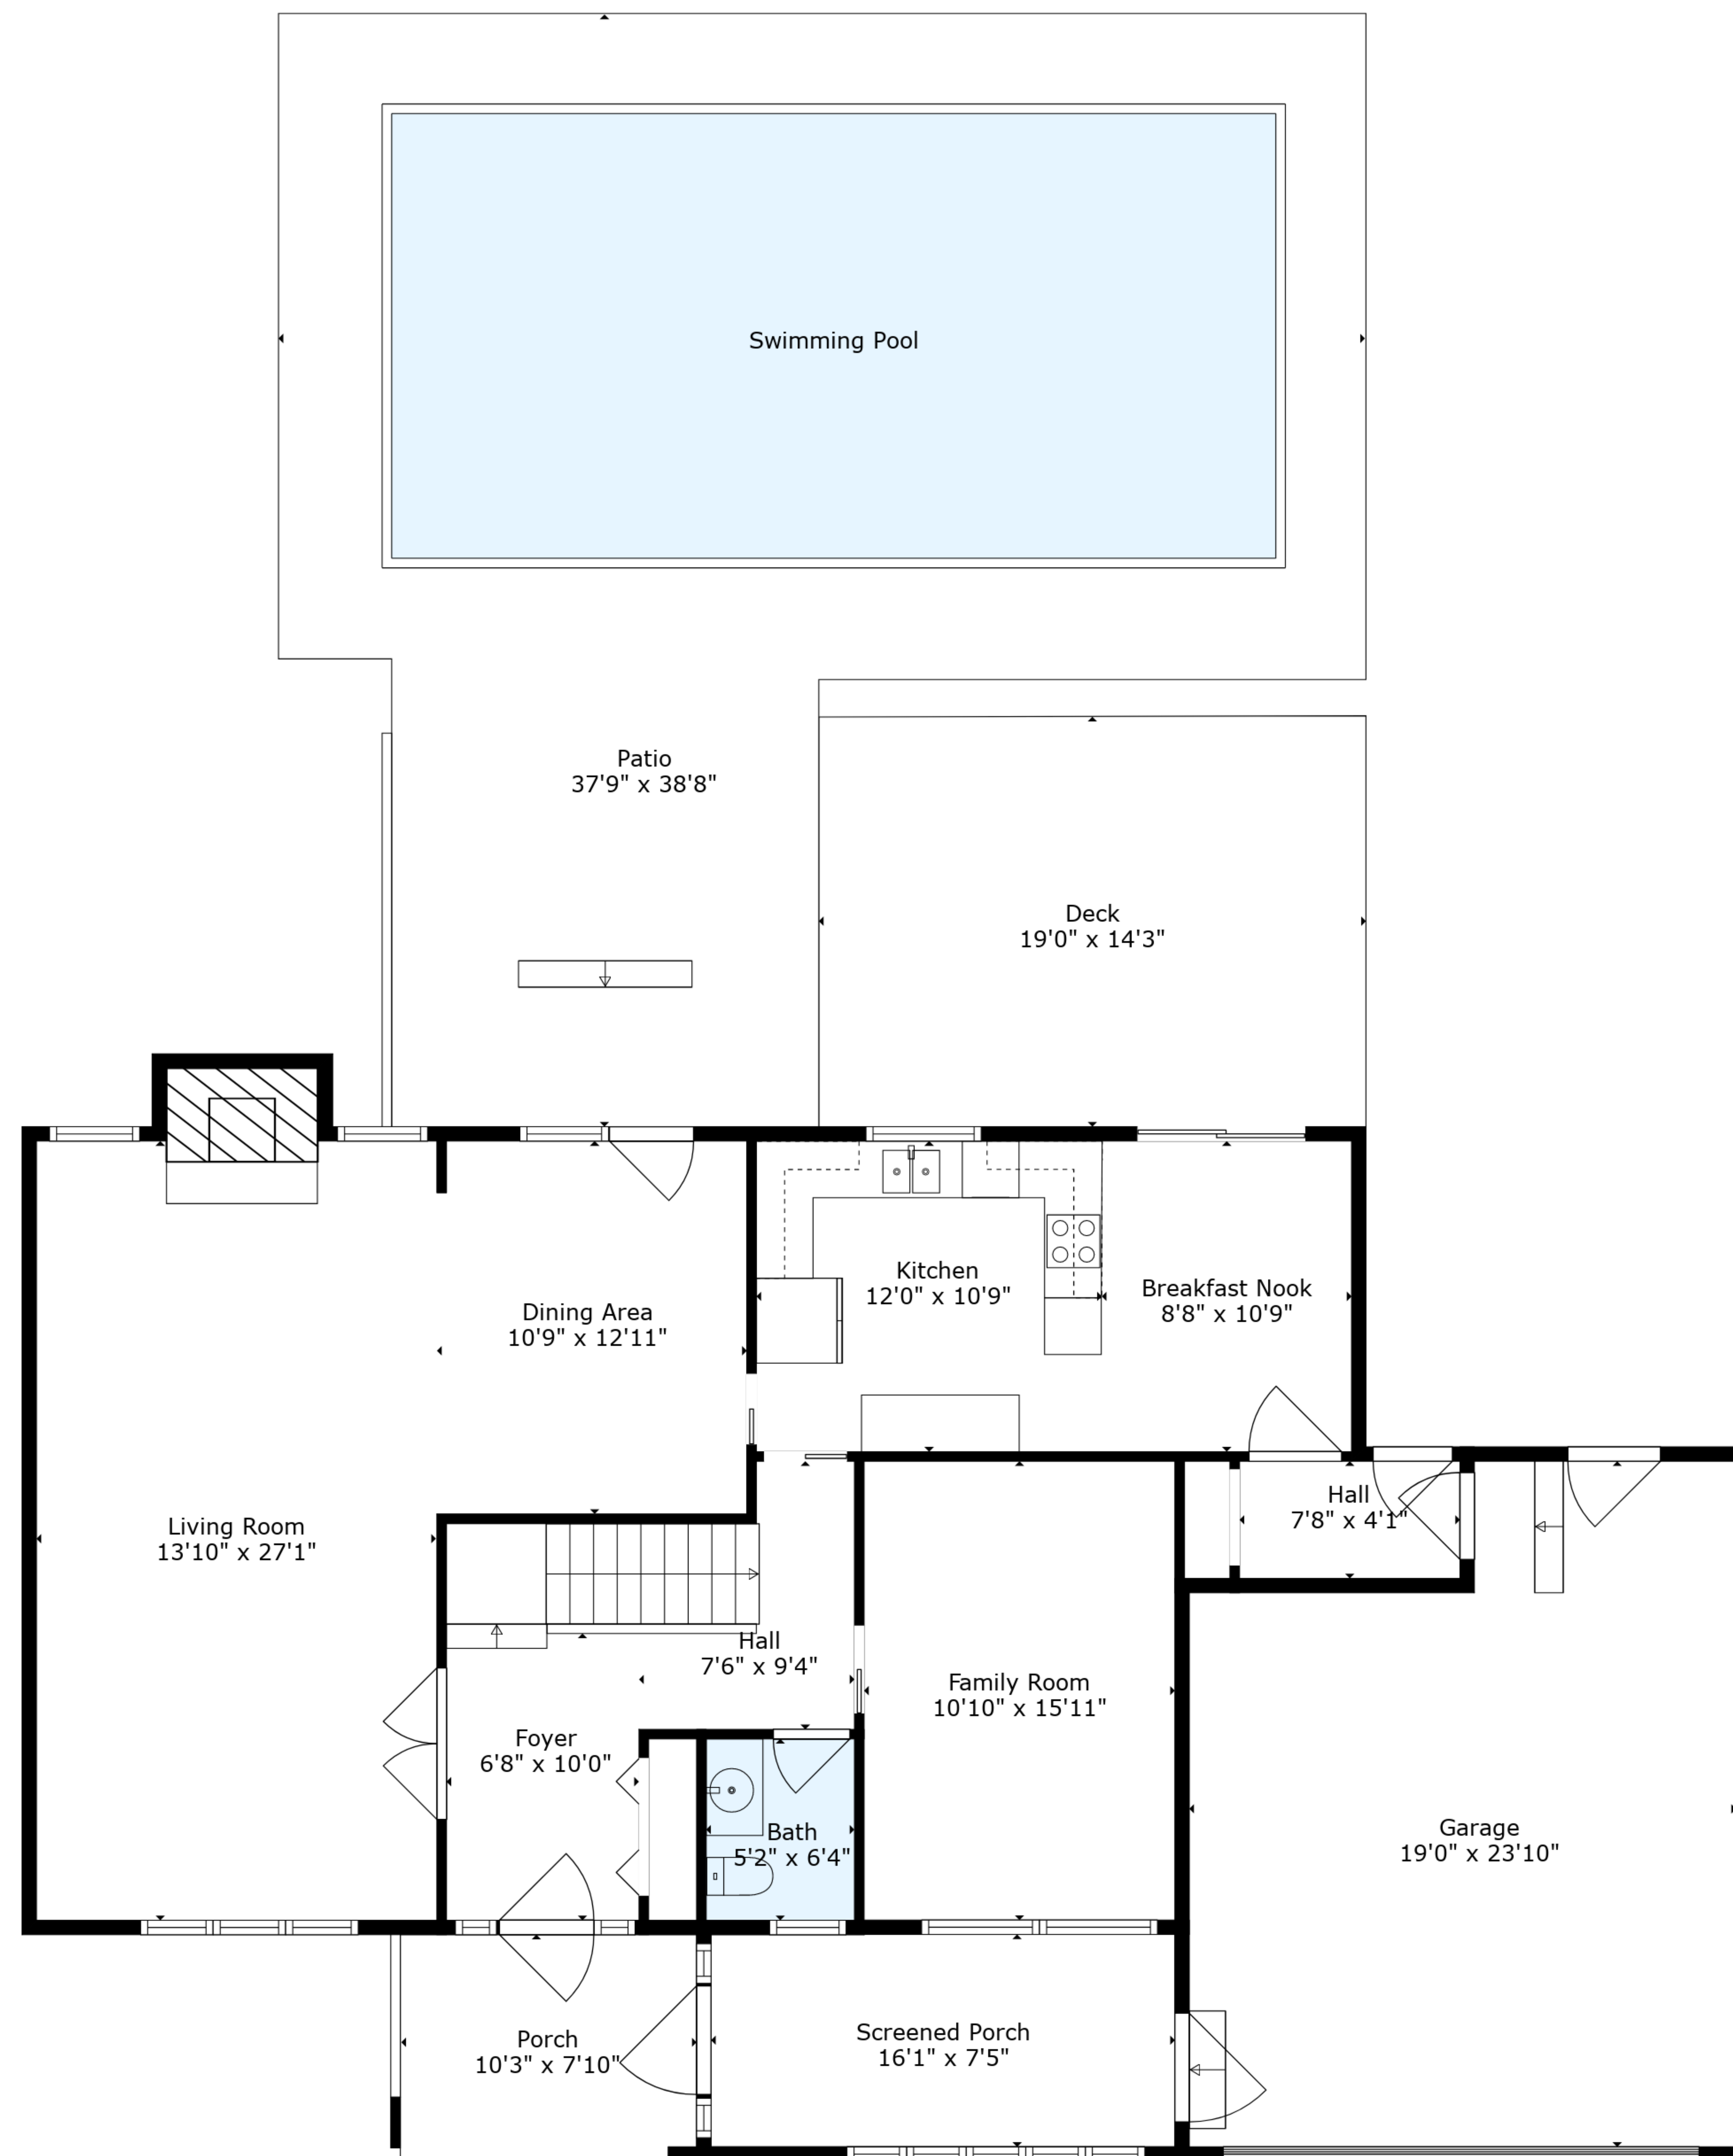 Swimming Pool
Patio
37'9" x 38'8"
Deck
19'0" x 14'3"
Kitchen
12'0" x 10'9"
Breakfast Nook
8'8" x 10'9"
Dining Area
10'9" x 12'11"
Living Room
13'10" x 27'1"
Hall
7'8" x 4'1"
Hall
7'6" x 9'4"
Family Room
10'10" x 15'11"
Foyer
6'8" x 10'0"
Bath
5'2" x 6'4"
Garage
19'0" x 23'10"
Porch
10'3" x 7'10"
Screened Porch
16'1" x 7'5"